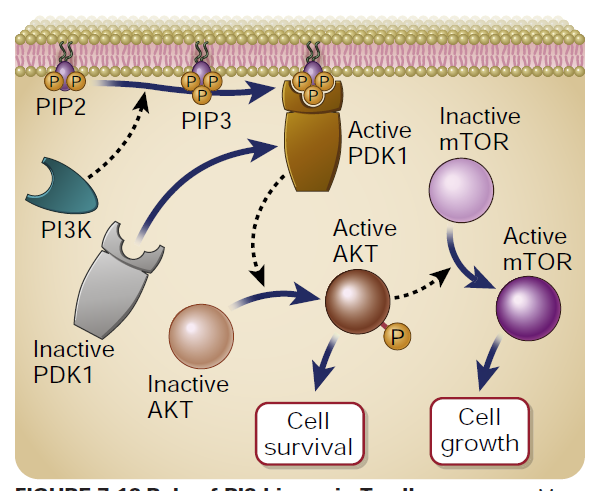 P P
P P
P
P P
P
PIP2
PIP3
Active
PDK1
Inactive
mTOR
PI3K
Active
AKT
Active
mTOR
P
Inactive
PDK1
Inactive
AKT
Cell
survival
Cell
growth